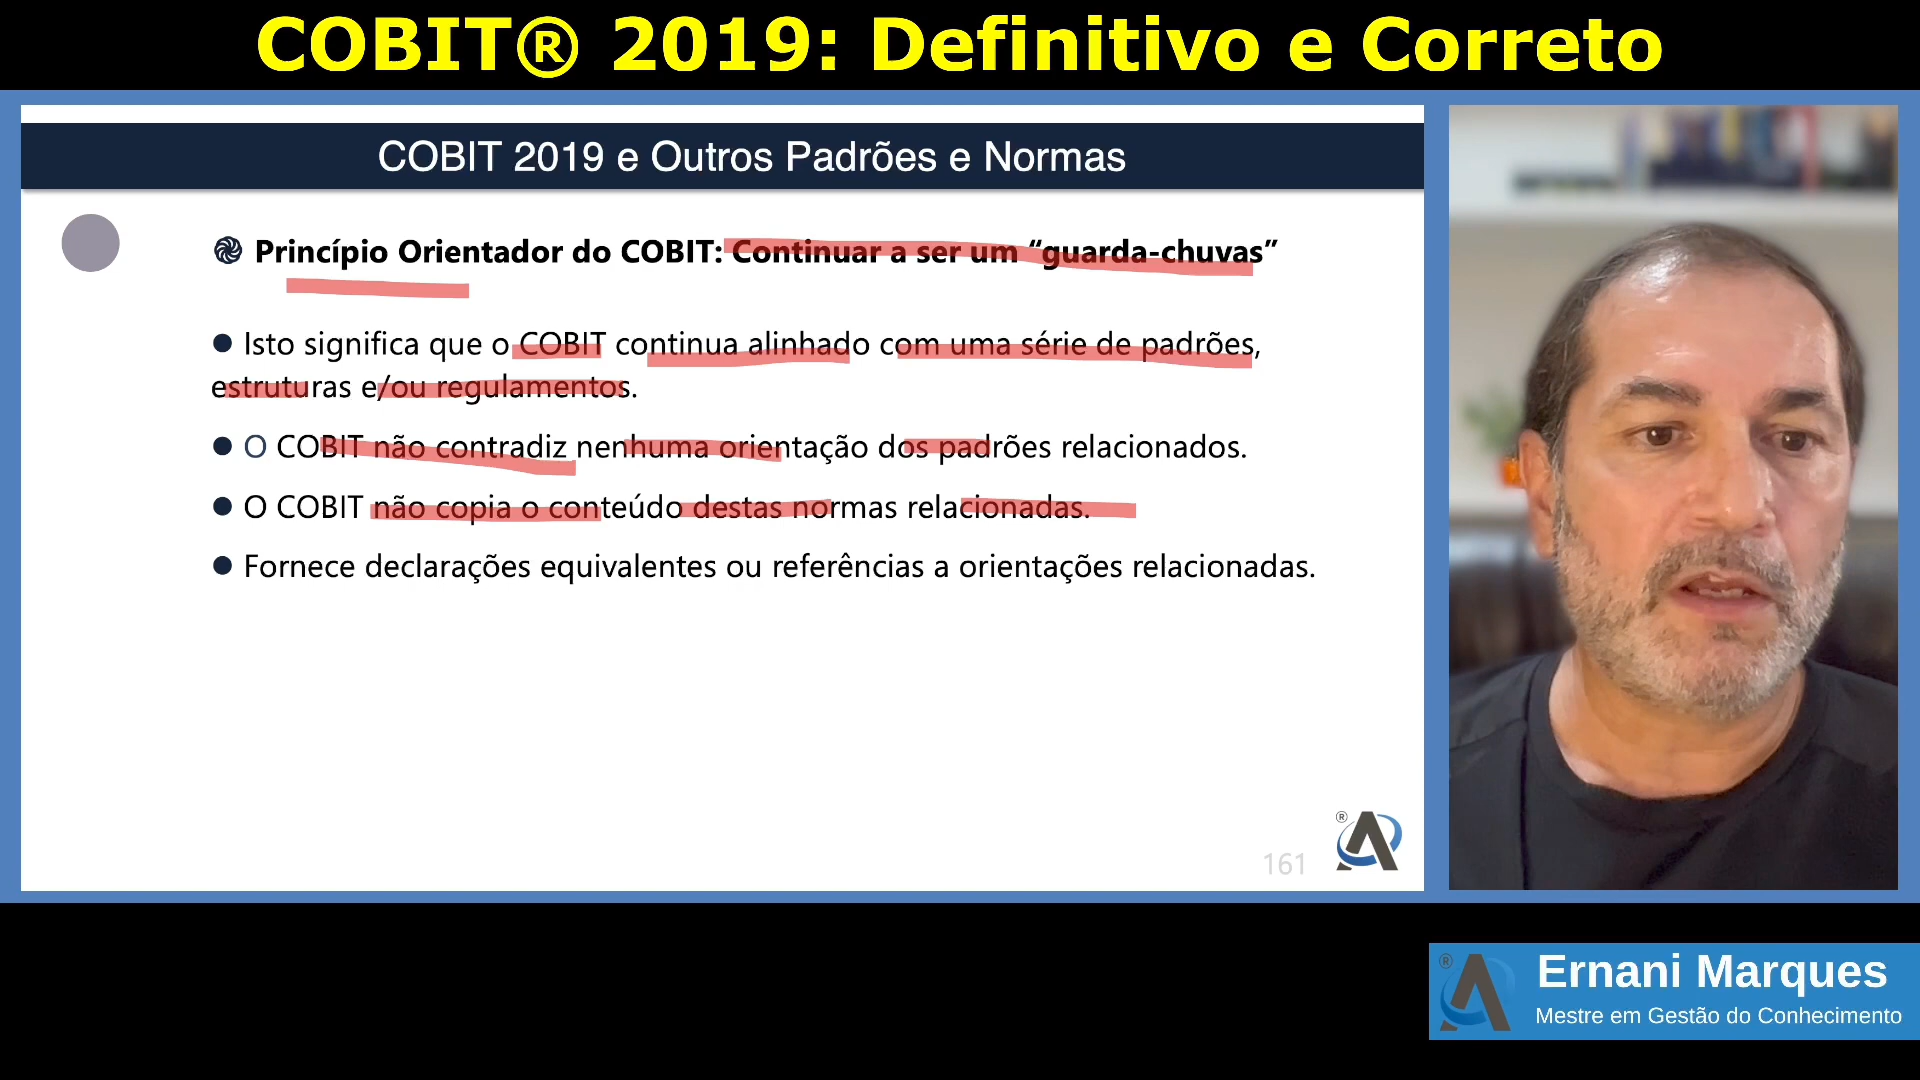 COBIT® 2019: Definitivo e Correto
COBIT 2019 e Outros Padrões e Normas
Princípio Orientador do COBIT: Continuar a ser um “guarda-chuvas”
● Isto significa que o COBIT continua alinhado com uma série de padrões,
estruturas e/ou regulamentos.
● O COBIT não contradiz nenhuma orientação dos padrões relacionados.
● O COBIT não copia o conteúdo destas normas relacionadas.
● Fornece declarações equivalentes ou referências a orientações relacionadas.
161
®
® Ernani Marques
Mestre em Gestão do Conhecimento